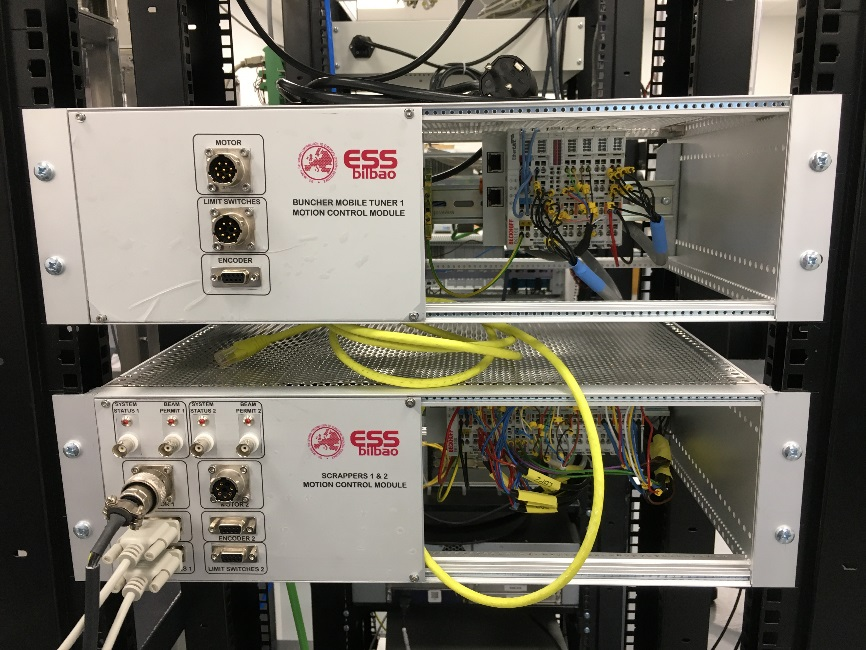 MOTOR
LIMIT SWITCHES
ENCODER
ESS
bilbao
BUNCHER MOBILE TUNER 1
MOTION CONTROL MODULE
SYSTEM
STATUS 1
BEAM
PERMIT 1
SYSTEM
STATUS 2
BEAM
PERMIT 2
ESS
bilbao
SCRAPPERS 1 & 2
MOTION CONTROL MODULE
MOTOR 2
ENCODER 2
LIMIT SWITCHES 2